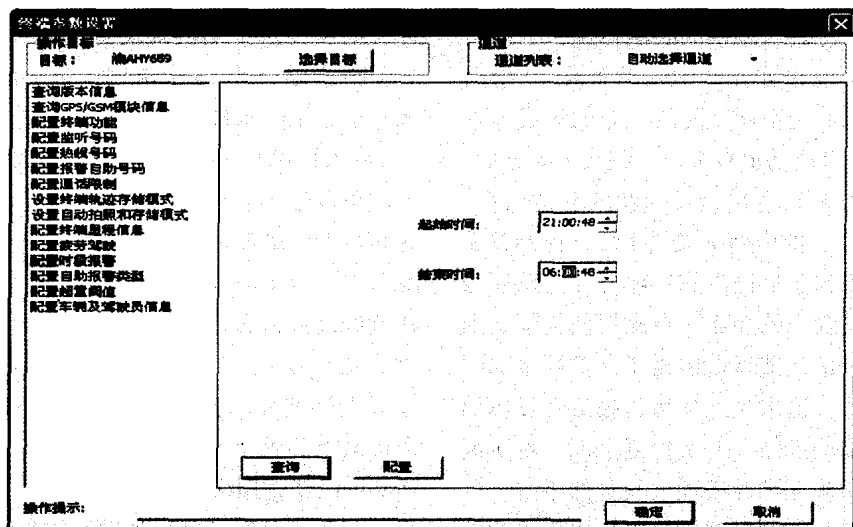 终端参数设置
操作目标
目标： 渝AHY689 选择目标
通道
通道列表： 自动选择通道
查询版本信息
查询GPS/GSM模块信息
配置终端功能
配置监听号码
配置热线号码
配置报警自助号码
配置通话限制
设置终端轨迹存储模式
设置自动拍照和存储模式
配置终端里程信息
配置疲劳驾驶
配置时段报警
配置自助报警类型
配置超重阈值
配置车辆及驾驶员信息
起始时间： 21:00:48
结束时间： 06:00:48
查询 配置
操作提示:
确定 取消